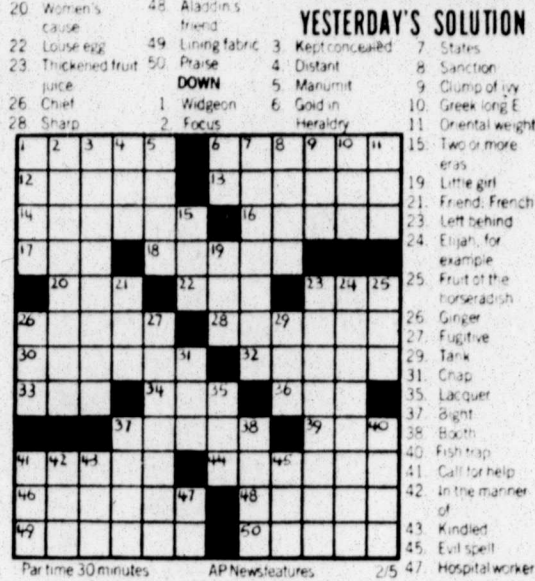 20. Women's
cause
22. Louse egg
23. Thickened fruit
juice
26. Chief
28. Sharp
48. Aladdin's
friend
49. Lining fabric
50. Praise
DOWN
1. Widgeon
2. Focus
YESTERDAY'S SOLUTION
3. Kept concealed
4. Distant
5. Manumit
6. Gold in
Heraldry
7. States
8. Sanction
9. Clump of ivy
10. Greek long E
11. Oriental weight
15. Two or more
eras
19. Little girl
21. Friend: French
23. Left behind
24. Elijah, for
example
25. Fruit of the
horseradish
26. Ginger
27. Fugitive
29. Tank
31. Chap
35. Lacquer
37. Bight
38. Booth
40. Fish trap
41. Call for help
42. In the manner
of
43. Kindled
45. Evil spell
47. Hospital worker
1 2 3 4 5 6 7 8 9 10 11
12 13
14 15 16
17 18 19
20 21 22 23 24 25
26 27 28 29
30 31 32
33 34 35 36
37 38 39 40
41 42 43 44 45
46 47 48
49 50
Par time 30 minutes AP Newsfeatures 2/5